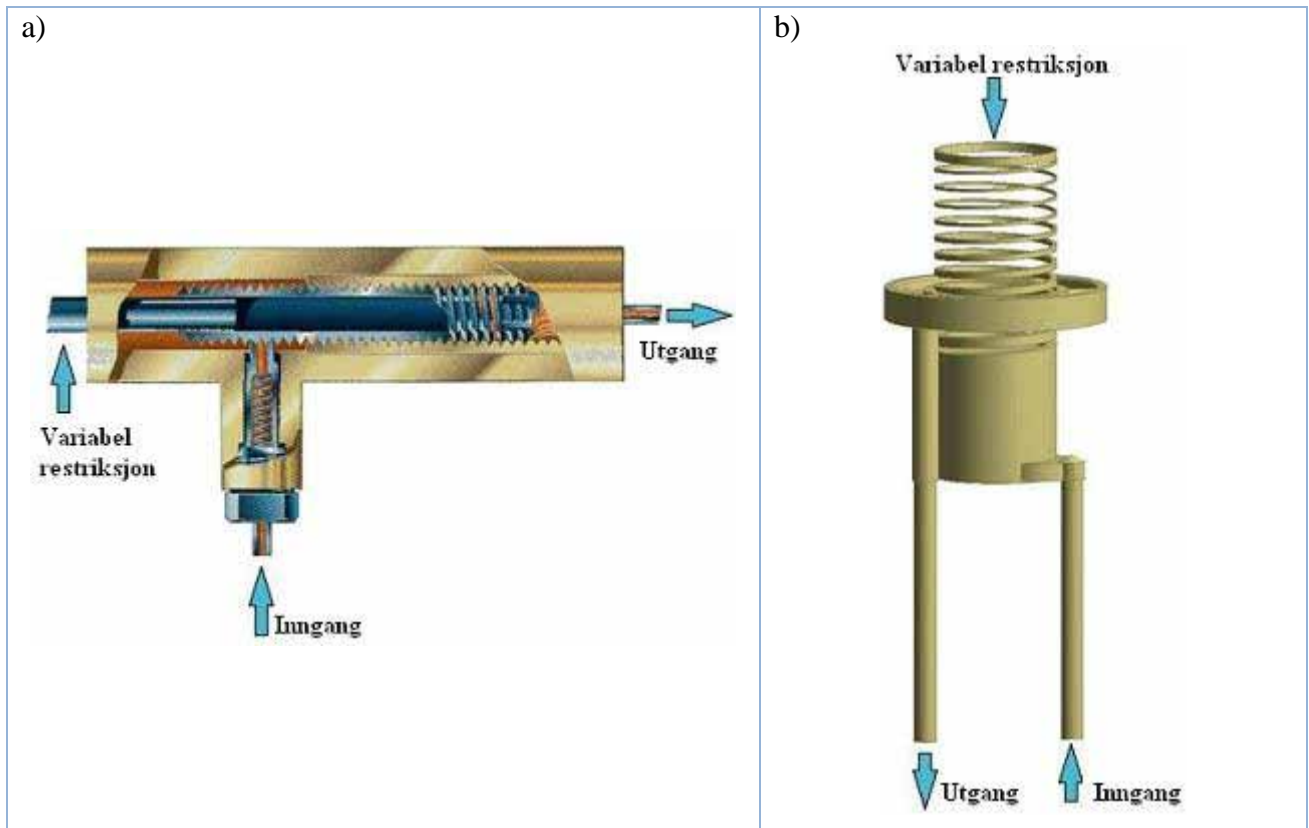 a)
Utgang
Variabel
restriksjon
Inngang
b)
Variabel restriksjon
Utgang
Inngang